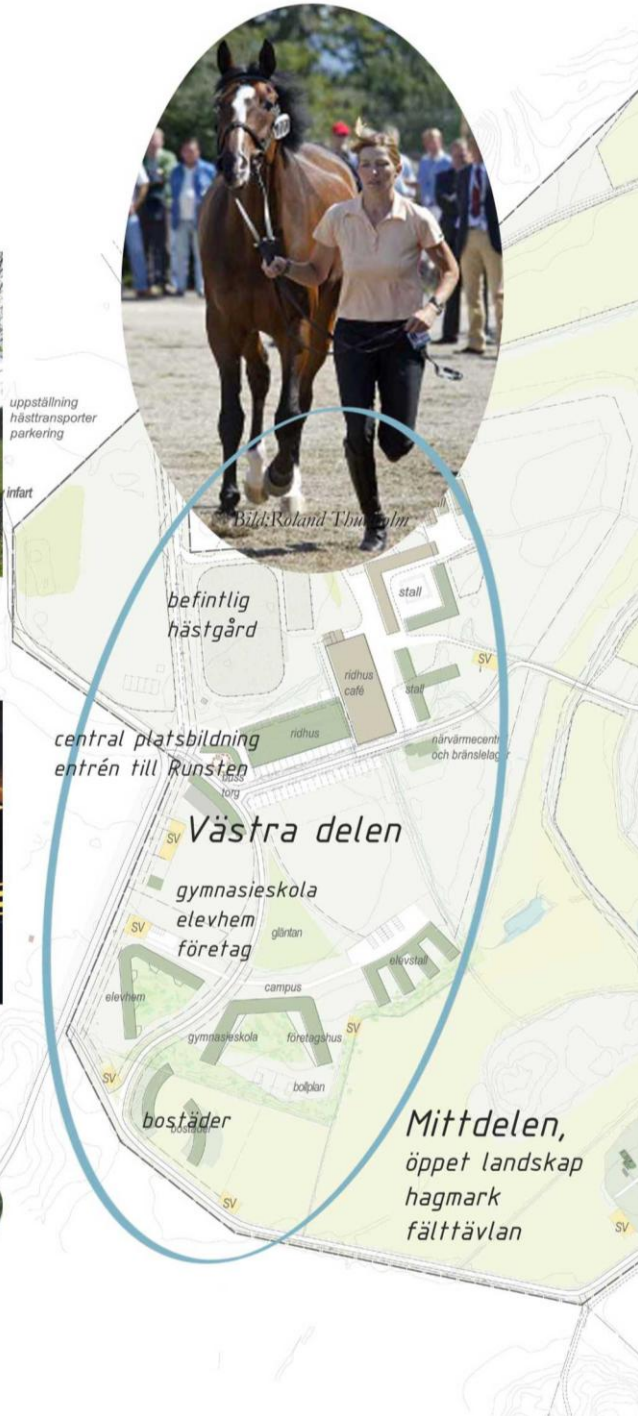 uppställning
hästtransporter
parkering
infart
Bild:Roland
stall
befintlig
hästgård
ridhus
café
stall
SV
central platsbildning
entrén till Runsten
ridhus
närvärmecentr
och bränslelager
torg
Västra delen
SV
gymnasieskola
elevhem
företag
SV
gläntan
elevstall
campus
elevhem
gymnasieskola
företagshus
SV
SV
bollplan
bostäder
bostäder
Mittdelen,
öppet landskap
hagmark
fälttävlan
SV
SV